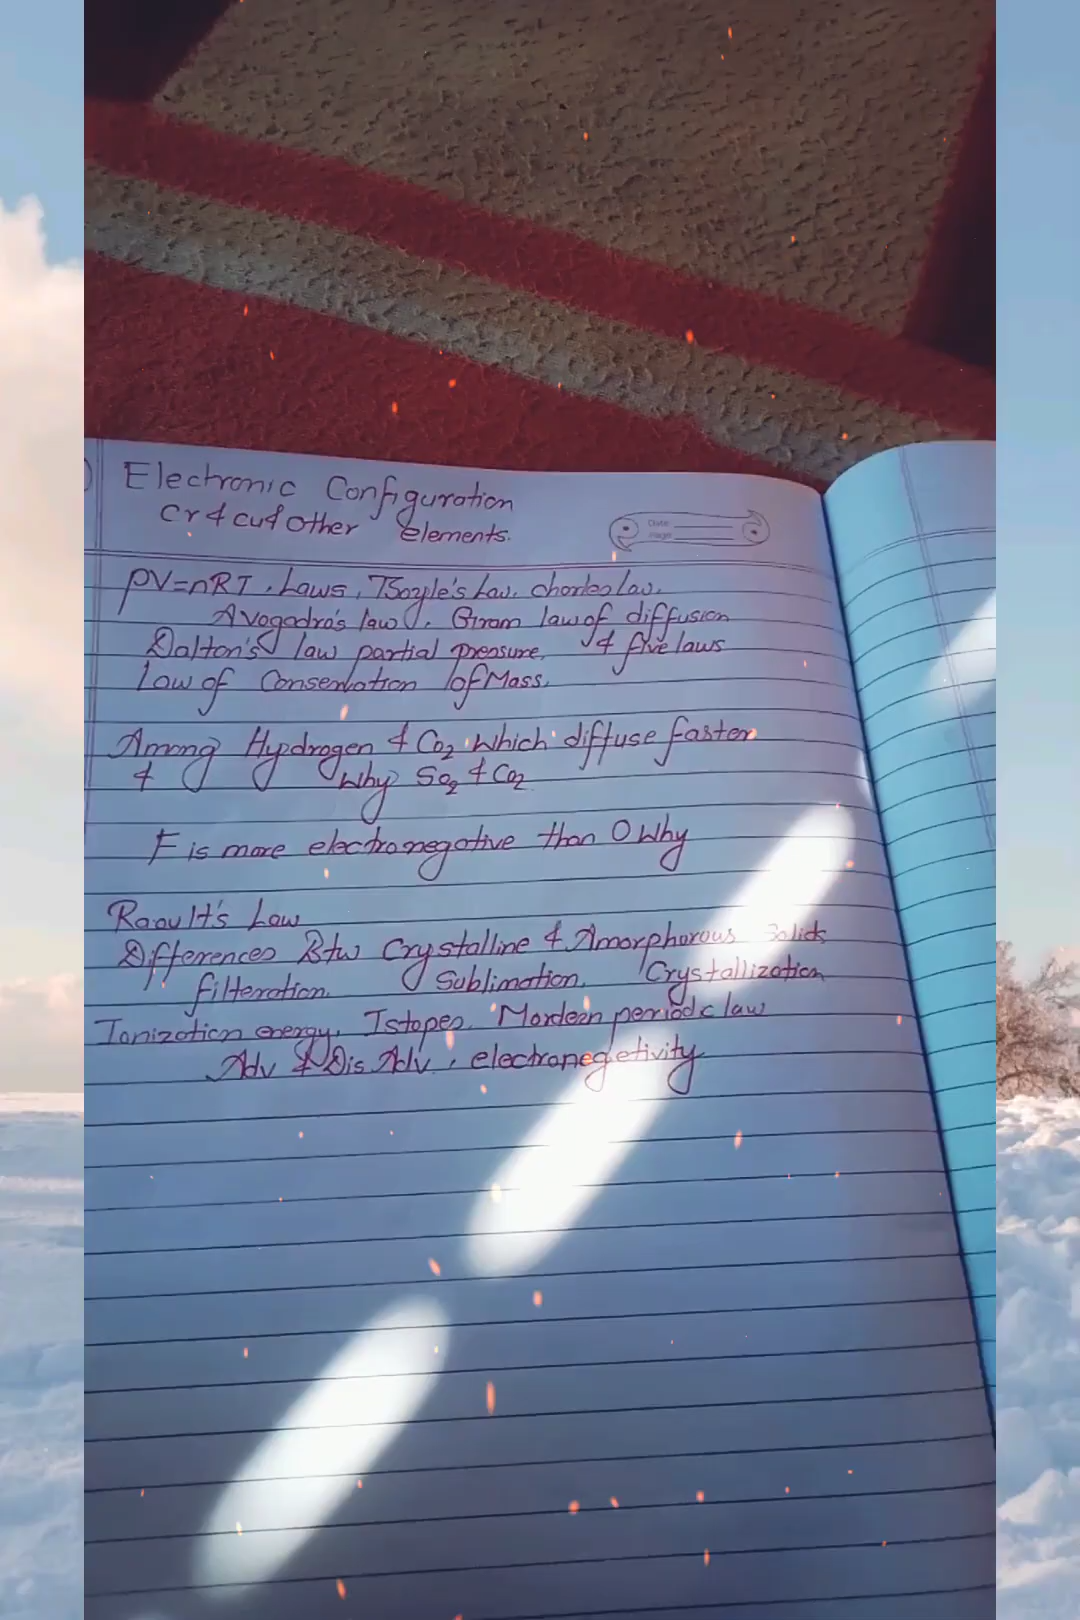 Electronic Configuration
Cr & cu & Other elements.
Date:
Page:
PV=nRT. Laws, Boyle's Law. charles law.
Avogadro's law. Gram law of diffusion
Dalton's law partial pressure, & five laws
Law of Conservation of Mass.
Among Hydrogen & Co2 which diffuse faster
& Why So2 & Co2
F is more electronegative than O Why
Raoult's Law
Differences Btw Crystalline & Amorphorous Solids
filteration. Sublimation. Crystallization
Ionization energy. Istopes. Mordern periodc law
Adv & Dis Adv, electronegetivity